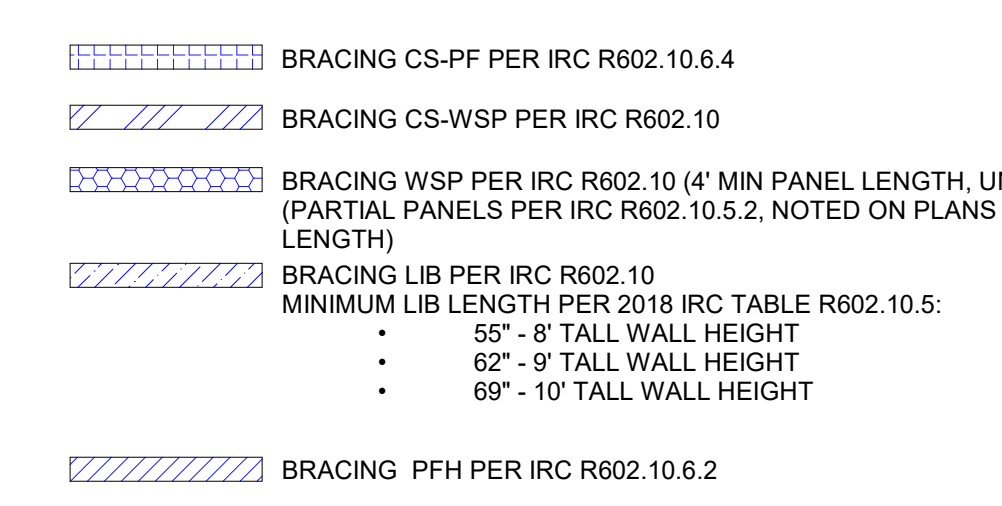 BRACING CS-PF PER IRC R602.10.6.4
BRACING CS-WSP PER IRC R602.10
BRACING WSP PER IRC R602.10 (4' MIN PANEL LENGTH,
(PARTIAL PANELS PER IRC R602.10.5.2, NOTED ON PLANS
LENGTH)
BRACING LIB PER IRC R602.10
MINIMUM LIB LENGTH PER 2018 IRC TABLE R602.10.5:
• 55" - 8' TALL WALL HEIGHT
• 62" - 9' TALL WALL HEIGHT
• 69" - 10' TALL WALL HEIGHT
BRACING PFH PER IRC R602.10.6.2